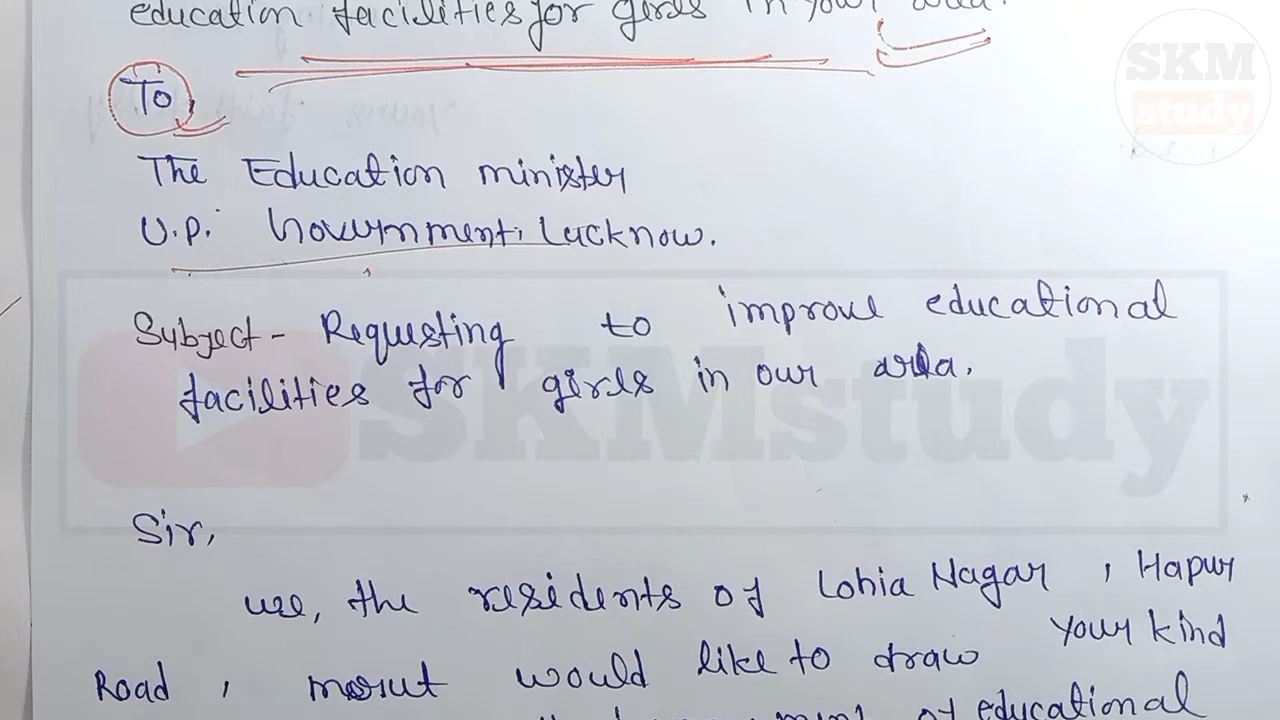 education facilities for girls in your area.
SKM
study
To,
The Education minister
U.P. Government, Lucknow.
Subject - Requesting to improve educational
facilities for girls in our area.
SKMstudy
Sir,
we, the residents of Lohia Nagar, Hapur
Road, merut would like to draw your kind
of educational